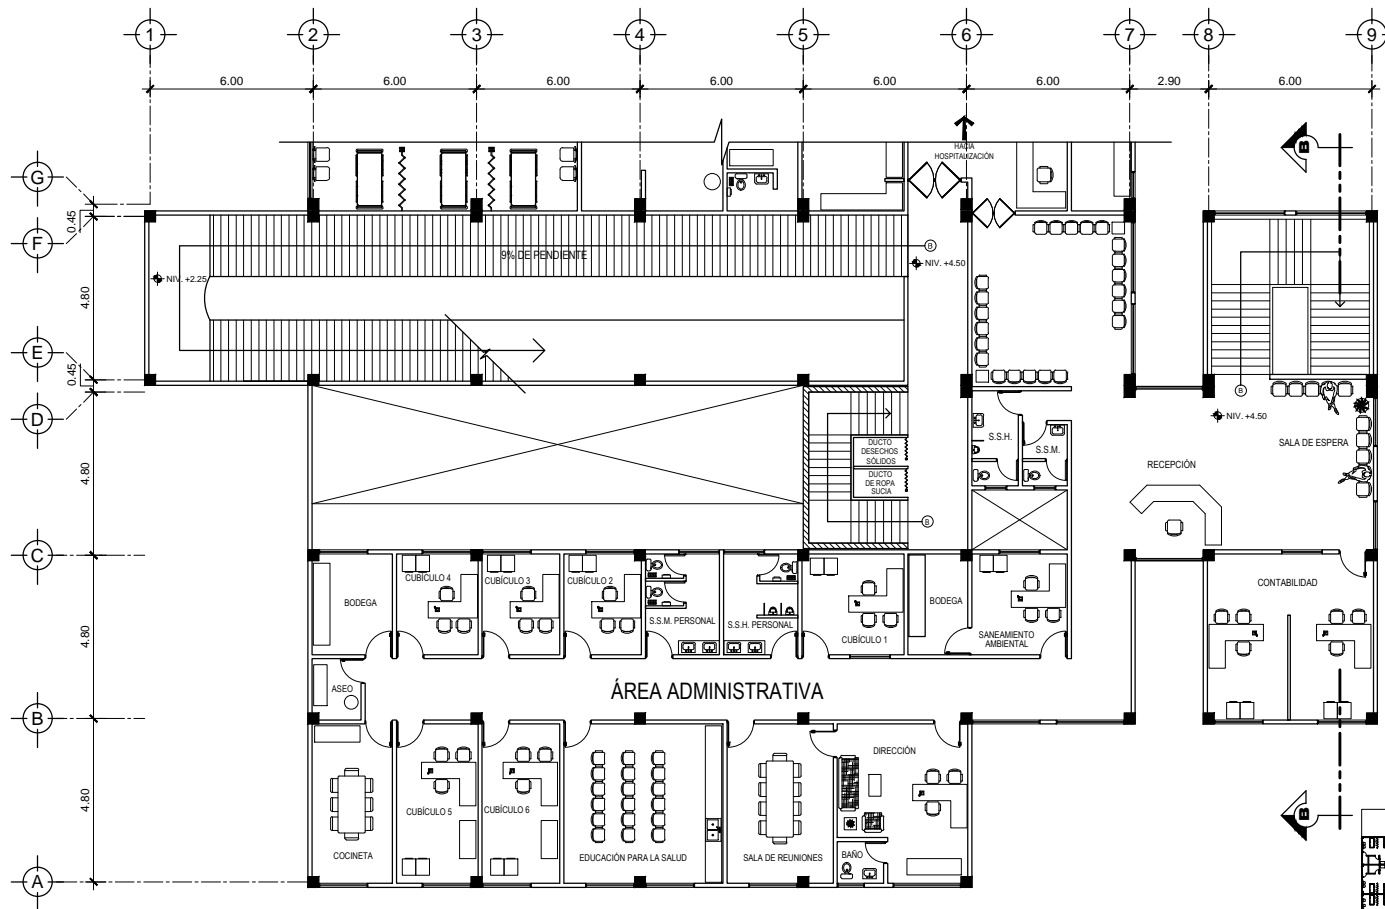 1 2 3 4 5 6 7 8 9
6.00 6.00 6.00 6.00 6.00 6.00 2.90 6.00
HACIA
HOSPITALIZACIÓN
B
G
0.45
F
9% DE PENDIENTE
B
NIV. +4.50
NIV. +2.25
4.80
E
0.45
D
B
NIV. +4.50
SALA DE ESPERA
S.S.H.
S.S.M.
DUCTO
DESECHOS
SÓLIDOS
DUCTO
DE ROPA
SUCIA
RECEPCIÓN
4.80
B
C
CUBÍCULO 4
CUBÍCULO 3
CUBÍCULO 2
CONTABILIDAD
BODEGA
BODEGA
S.S.M. PERSONAL
S.S.H. PERSONAL
CUBÍCULO 1
SANEAMIENTO
AMBIENTAL
4.80
ASEO
ÁREA ADMINISTRATIVA
B
DIRECCIÓN
4.80
CUBÍCULO 5
CUBÍCULO 6
B
COCINETA
EDUCACIÓN PARA LA SALUD
SALA DE REUNIONES
BAÑO
A